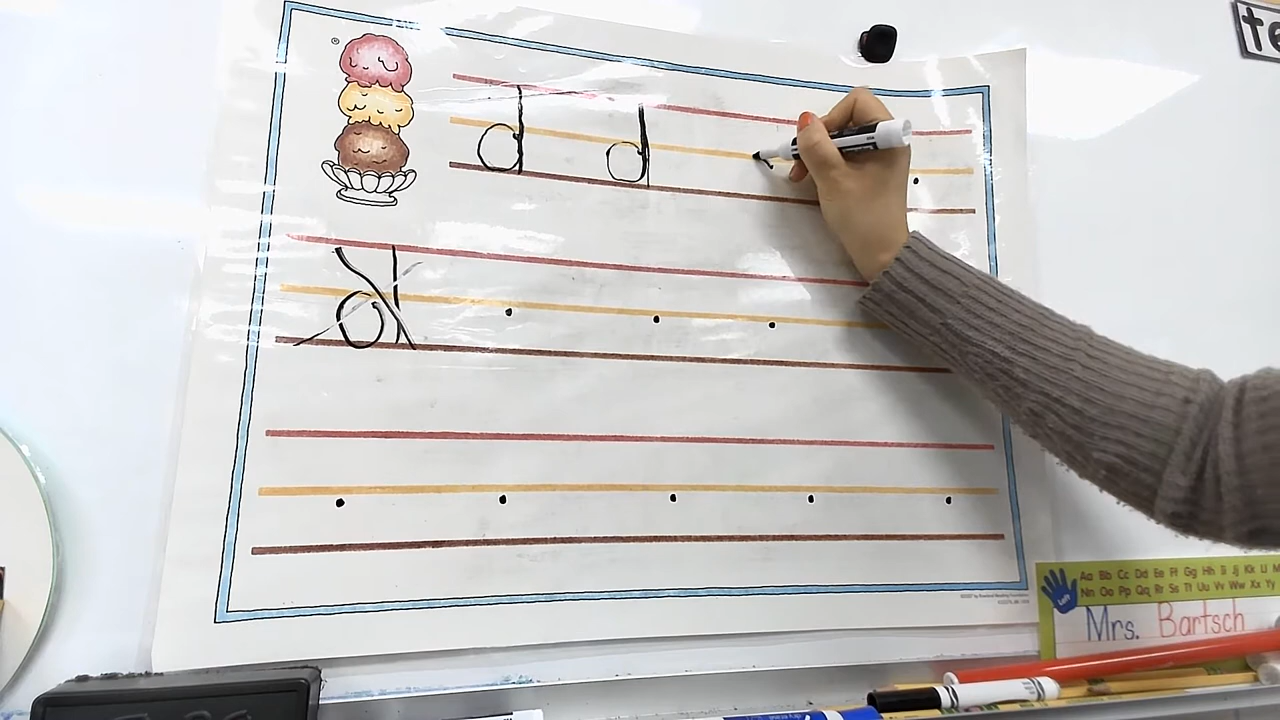 te
d d
d
Aa Bb Cc Dd Ee Ff Gg Hh Ii Jj Kk Ll M
Nn Oo Pp Qq Rr Ss Tt Uu Vv Ww Xx Yy
Left
Mrs. Bartsch